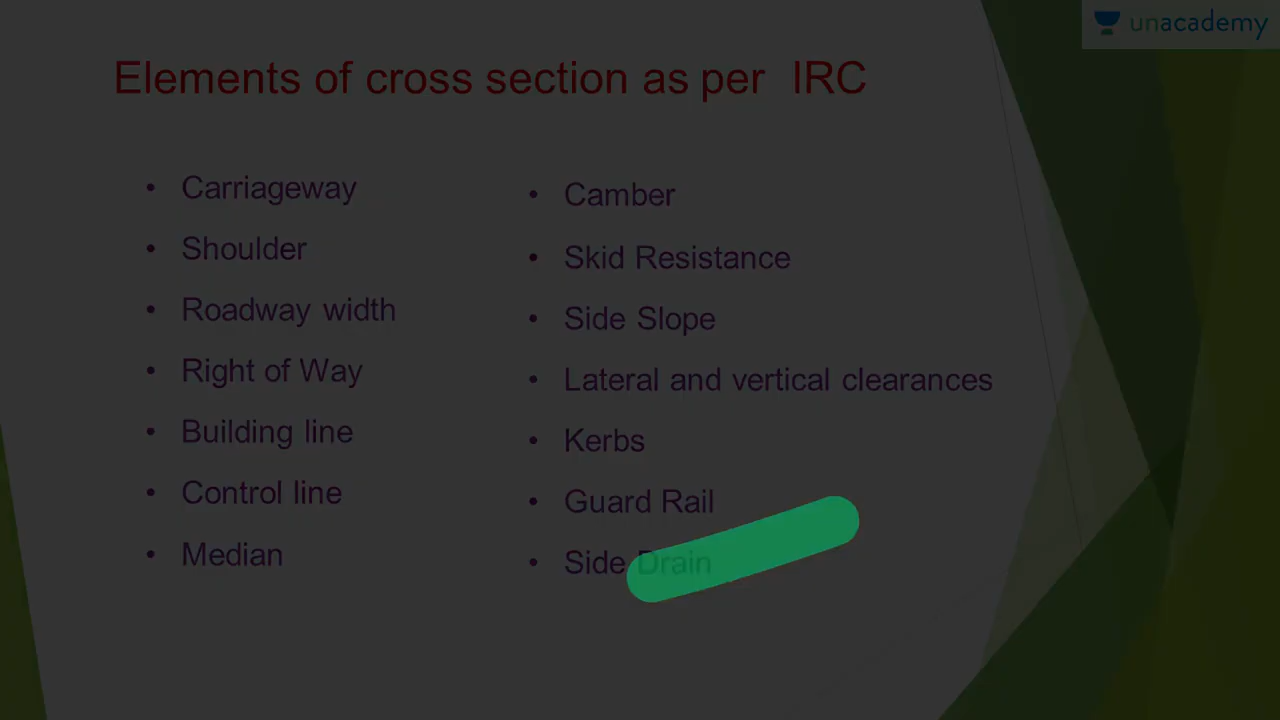 unacademy
Elements of cross section as per IRC
• Carriageway
• Shoulder
• Roadway width
• Right of Way
• Building line
• Control line
• Median
• Camber
• Skid Resistance
• Side Slope
• Lateral and vertical clearances
• Kerbs
• Guard Rail
• Side Drain